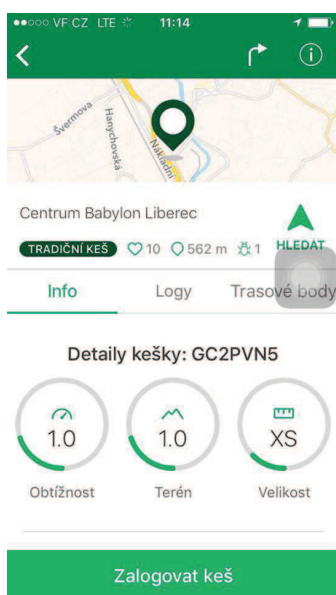 VF CZ LTE 11:14
Švermova
Hanychovská
Nákladní
Centrum Babylon Liberec
TRADIČNÍ KEŠ 10 562 m 1 HLEDAT
Info Logy Trasové body
Detaily kešky: GC2PVN5
1.0 1.0 XS
Obtížnost Terén Velikost
Zalogovat keš